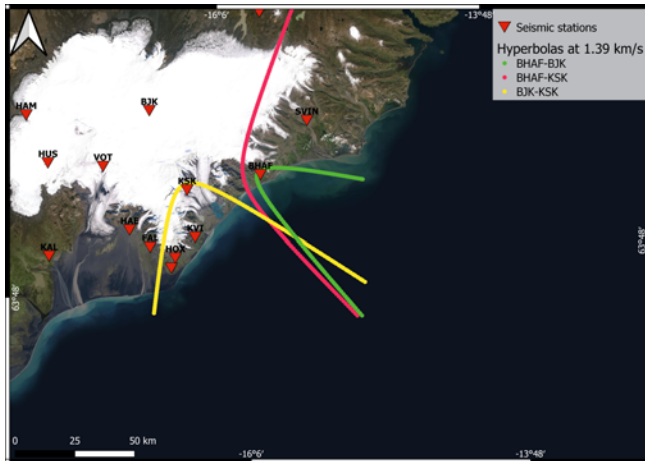 -16°6'
-13°48'
Seismic stations
Hyperbolas at 1.39 km/s
BHAF-BJK
BHAF-KSK
BJK-KSK
HAM
BJK
SVIN
HUS
VOT
BHAF
KSK
HAE
KVI
FAL
HOX
KAL
63°48'
63°48'
0 25 50 km
-16°6'
-13°48'